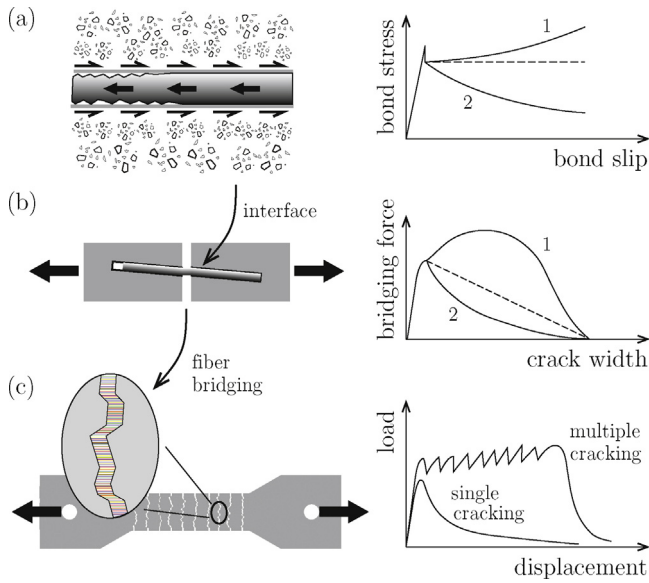 (a)
bond stress
1
2
bond slip
(b)
interface
bridging force
1
2
crack width
fiber
bridging
(c)
load
multiple
cracking
single
cracking
displacement